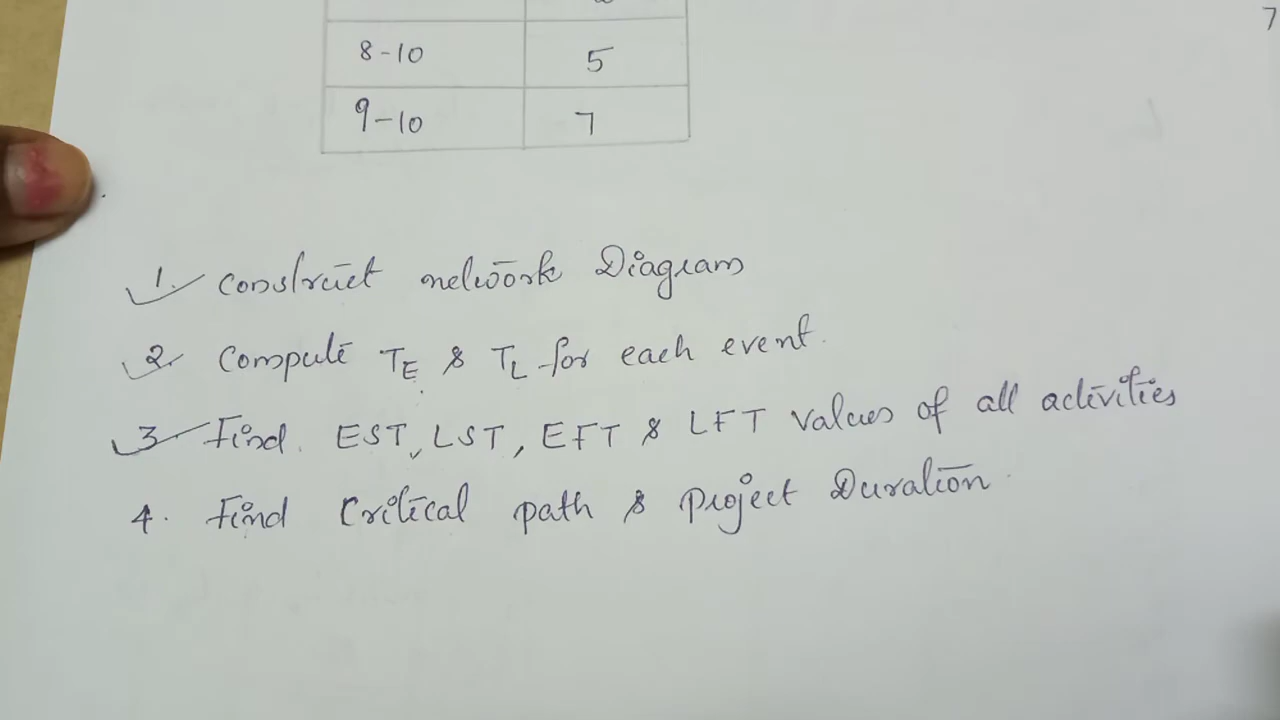 7
8-10 5
9-10 7
1. Construct network Diagram
2. Compute TE & TL for each event.
3 Find. EST, LST, EFT & LFT values of all activities
4. Find Critical path & Project Duration.